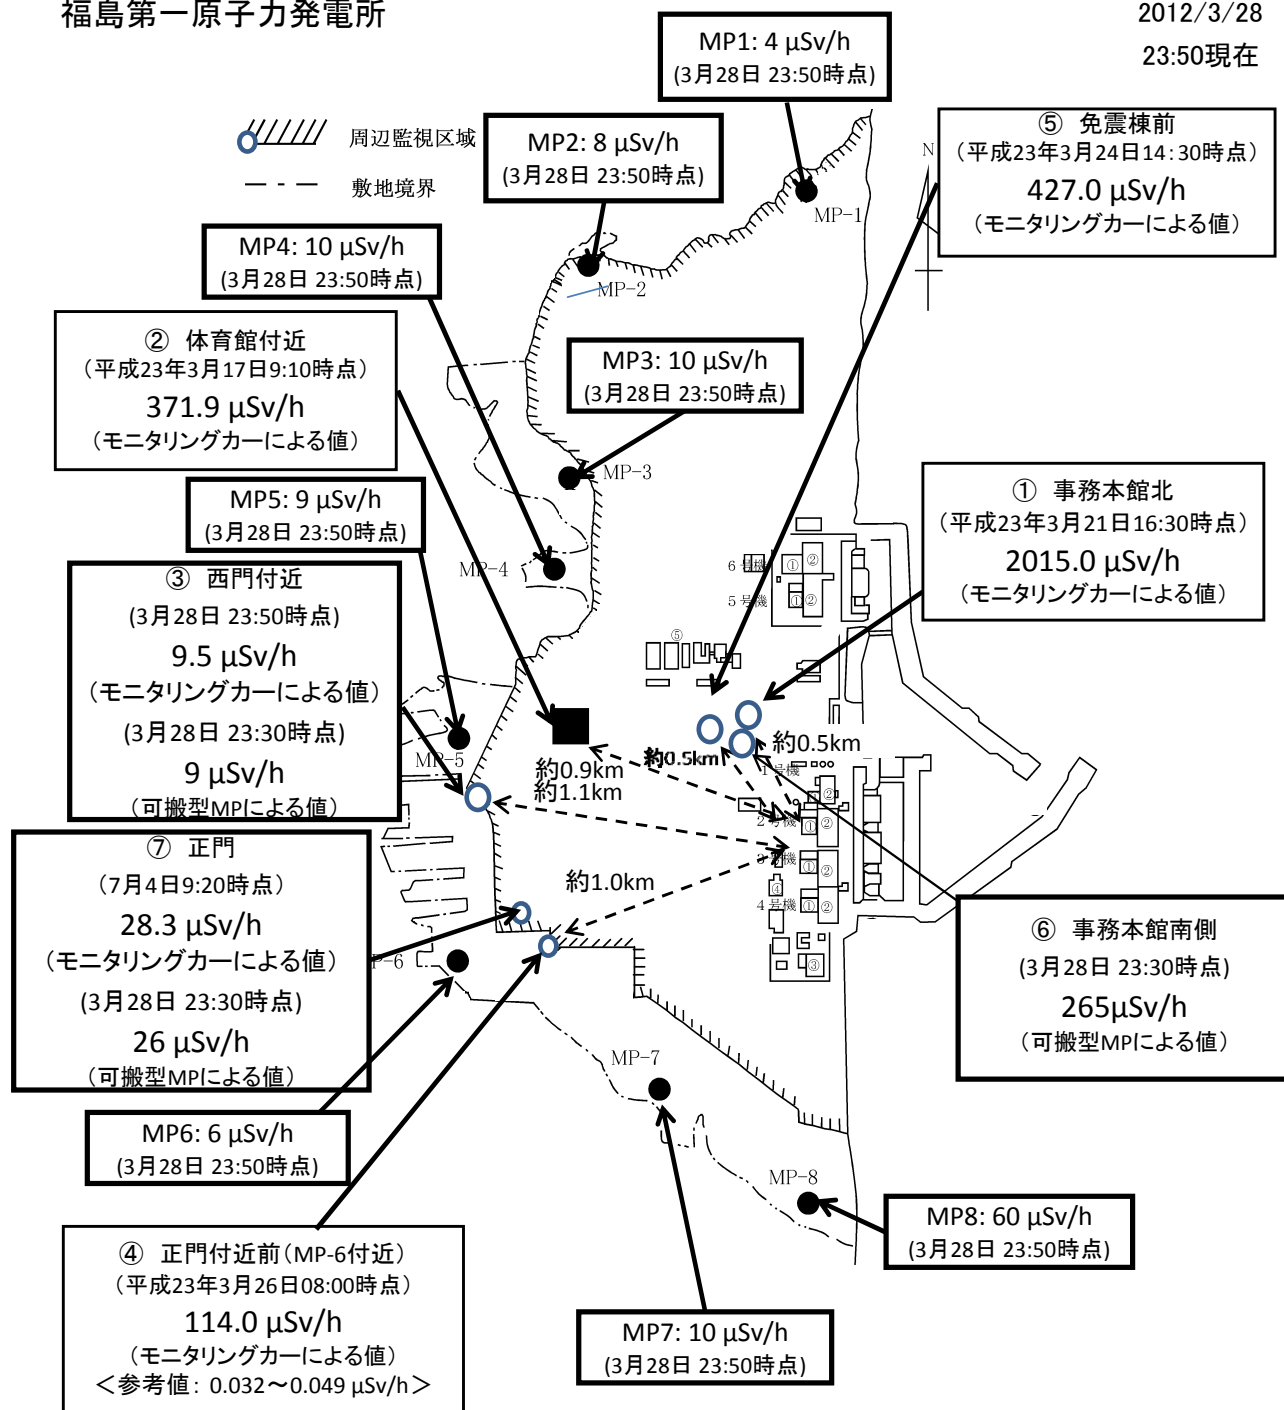 福島第一原子力発電所
2012/3/28
23:50現在
MP1: 4 μSv/h
(3月28日 23:50時点)
周辺監視区域
敷地境界
MP2: 8 μSv/h
(3月28日 23:50時点)
⑤ 免震棟前
（平成23年3月24日14:30時点）
427.0 μSv/h
（モニタリングカーによる値）
N
MP-1
MP4: 10 μSv/h
(3月28日 23:50時点)
MP-2
② 体育館付近
（平成23年3月17日9:10時点）
371.9 μSv/h
（モニタリングカーによる値）
MP3: 10 μSv/h
(3月28日 23:50時点)
MP-3
MP5: 9 μSv/h
(3月28日 23:50時点)
① 事務本館北
（平成23年3月21日16:30時点）
2015.0 μSv/h
（モニタリングカーによる値）
MP-4
6号機
①
②
5号機
①
②
⑤
③ 西門付近
(3月28日 23:50時点)
9.5 μSv/h
（モニタリングカーによる値）
(3月28日 23:30時点)
9 μSv/h
（可搬型MPによる値）
MP-5
約0.9km
約1.1km
約0.5km
約0.5km
1号機
①
②
2号機
①
②
3号機
①
②
④
4号機
①
②
③
約1.0km
⑦ 正門
(7月4日9:20時点)
28.3 μSv/h
（モニタリングカーによる値）
(3月28日 23:30時点)
26 μSv/h
（可搬型MPによる値）
P-6
⑥ 事務本館南側
(3月28日 23:30時点)
265μSv/h
（可搬型MPによる値）
MP-7
MP6: 6 μSv/h
(3月28日 23:50時点)
MP-8
MP8: 60 μSv/h
(3月28日 23:50時点)
④ 正門付近前（MP-6付近）
（平成23年3月26日08:00時点）
114.0 μSv/h
（モニタリングカーによる値）
＜参考値： 0.032～0.049 μSv/h＞
MP7: 10 μSv/h
(3月28日 23:50時点)